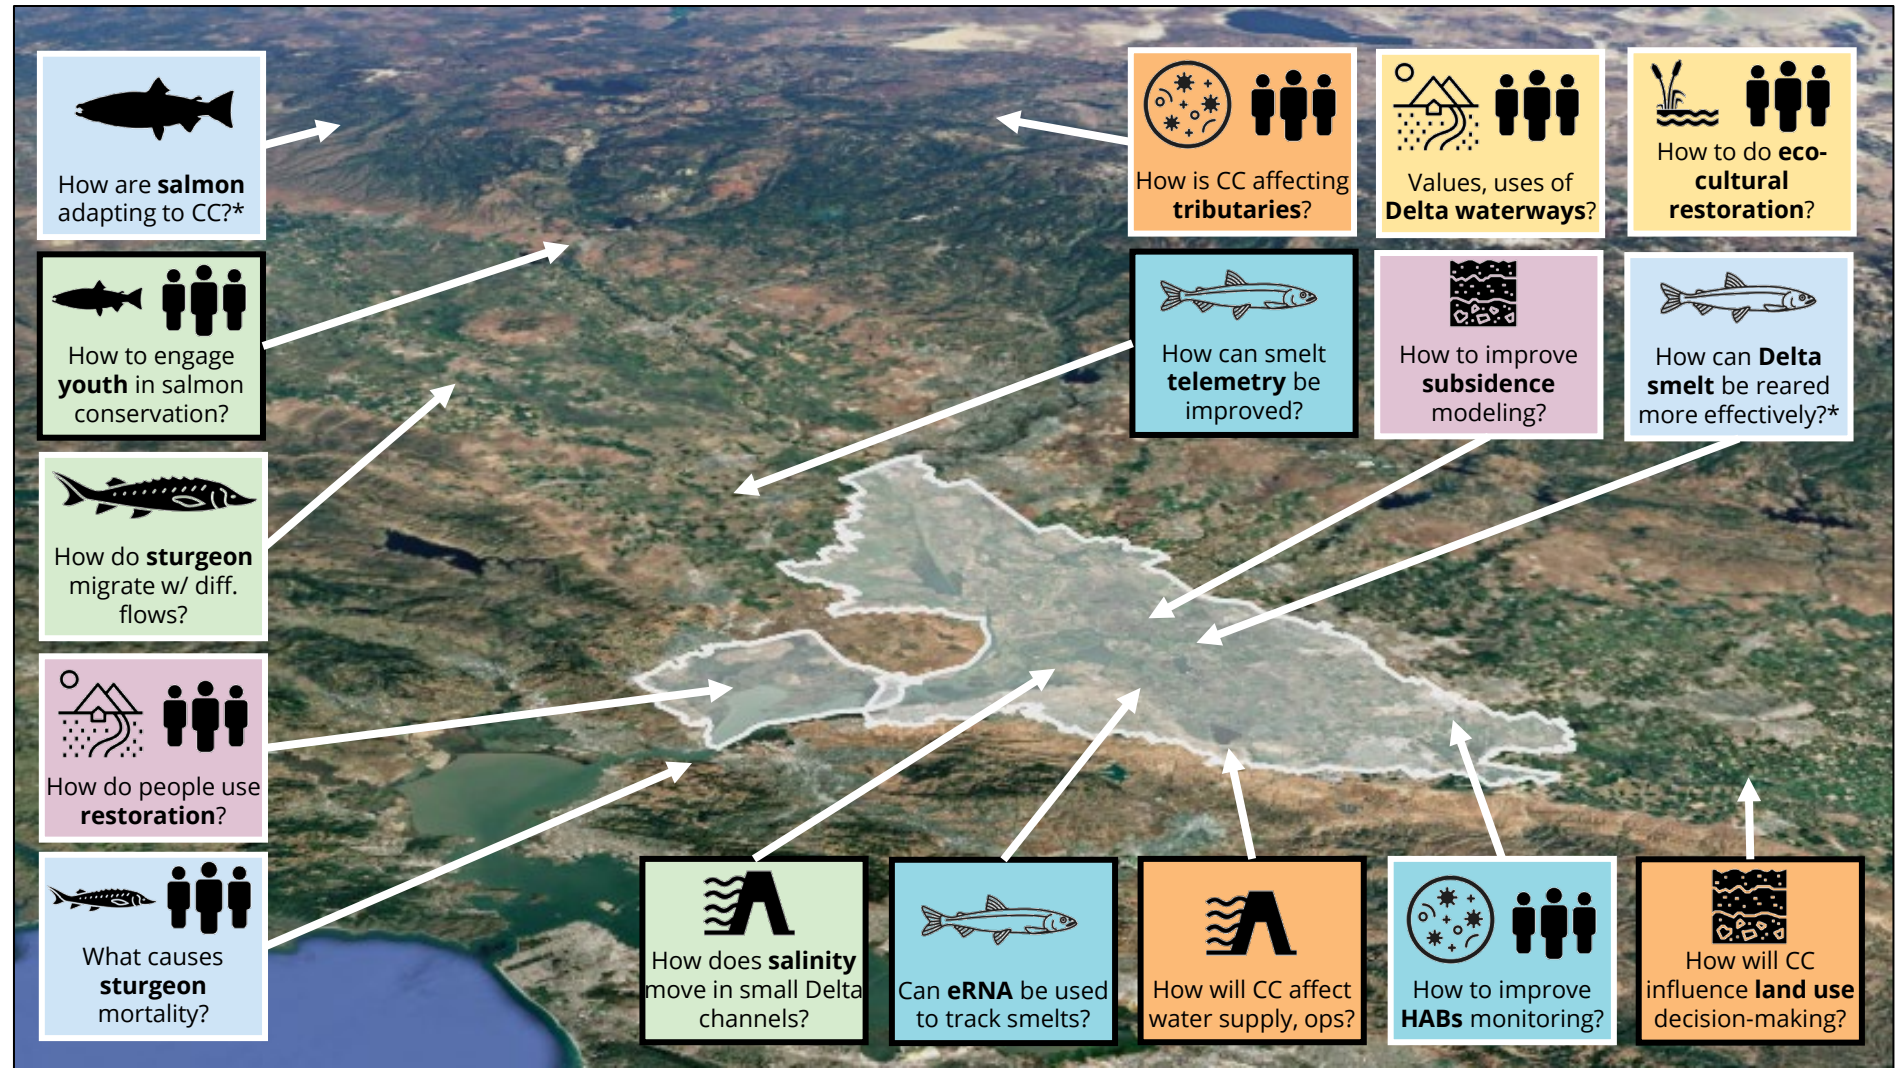 How are salmon
adapting to CC?*
How to engage
youth in salmon
conservation?
How do sturgeon
migrate w/ diff.
flows?
How do people use
restoration?
What causes
sturgeon
mortality?
How is CC affecting
tributaries?
Values, uses of
Delta waterways?
How to do eco-
cultural
restoration?
How can smelt
telemetry be
improved?
How to improve
subsidence
modeling?
How can Delta
smelt be reared
more effectively?*
How does salinity
move in small Delta
channels?
Can eRNA be used
to track smelts?
How will CC affect
water supply, ops?
How to improve
HABs monitoring?
How will CC
influence land use
decision-making?